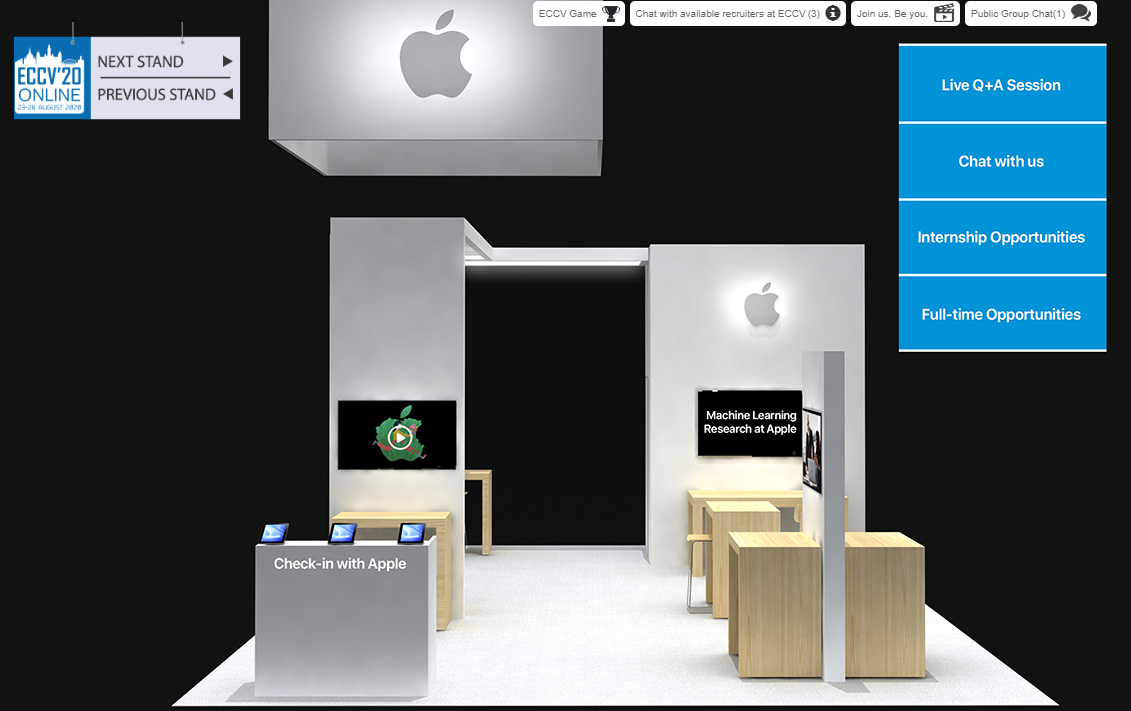 ECCV Game
Chat with available recruiters at ECCV (3)
Join us. Be you.
Public Group Chat(1)
ECCV'20
ONLINE
23-28 AUGUST 2020
NEXT STAND
PREVIOUS STAND
Live Q+A Session
Chat with us
Internship Opportunities
Full-time Opportunities
Machine Learning
Research at Apple
Check-in with Apple